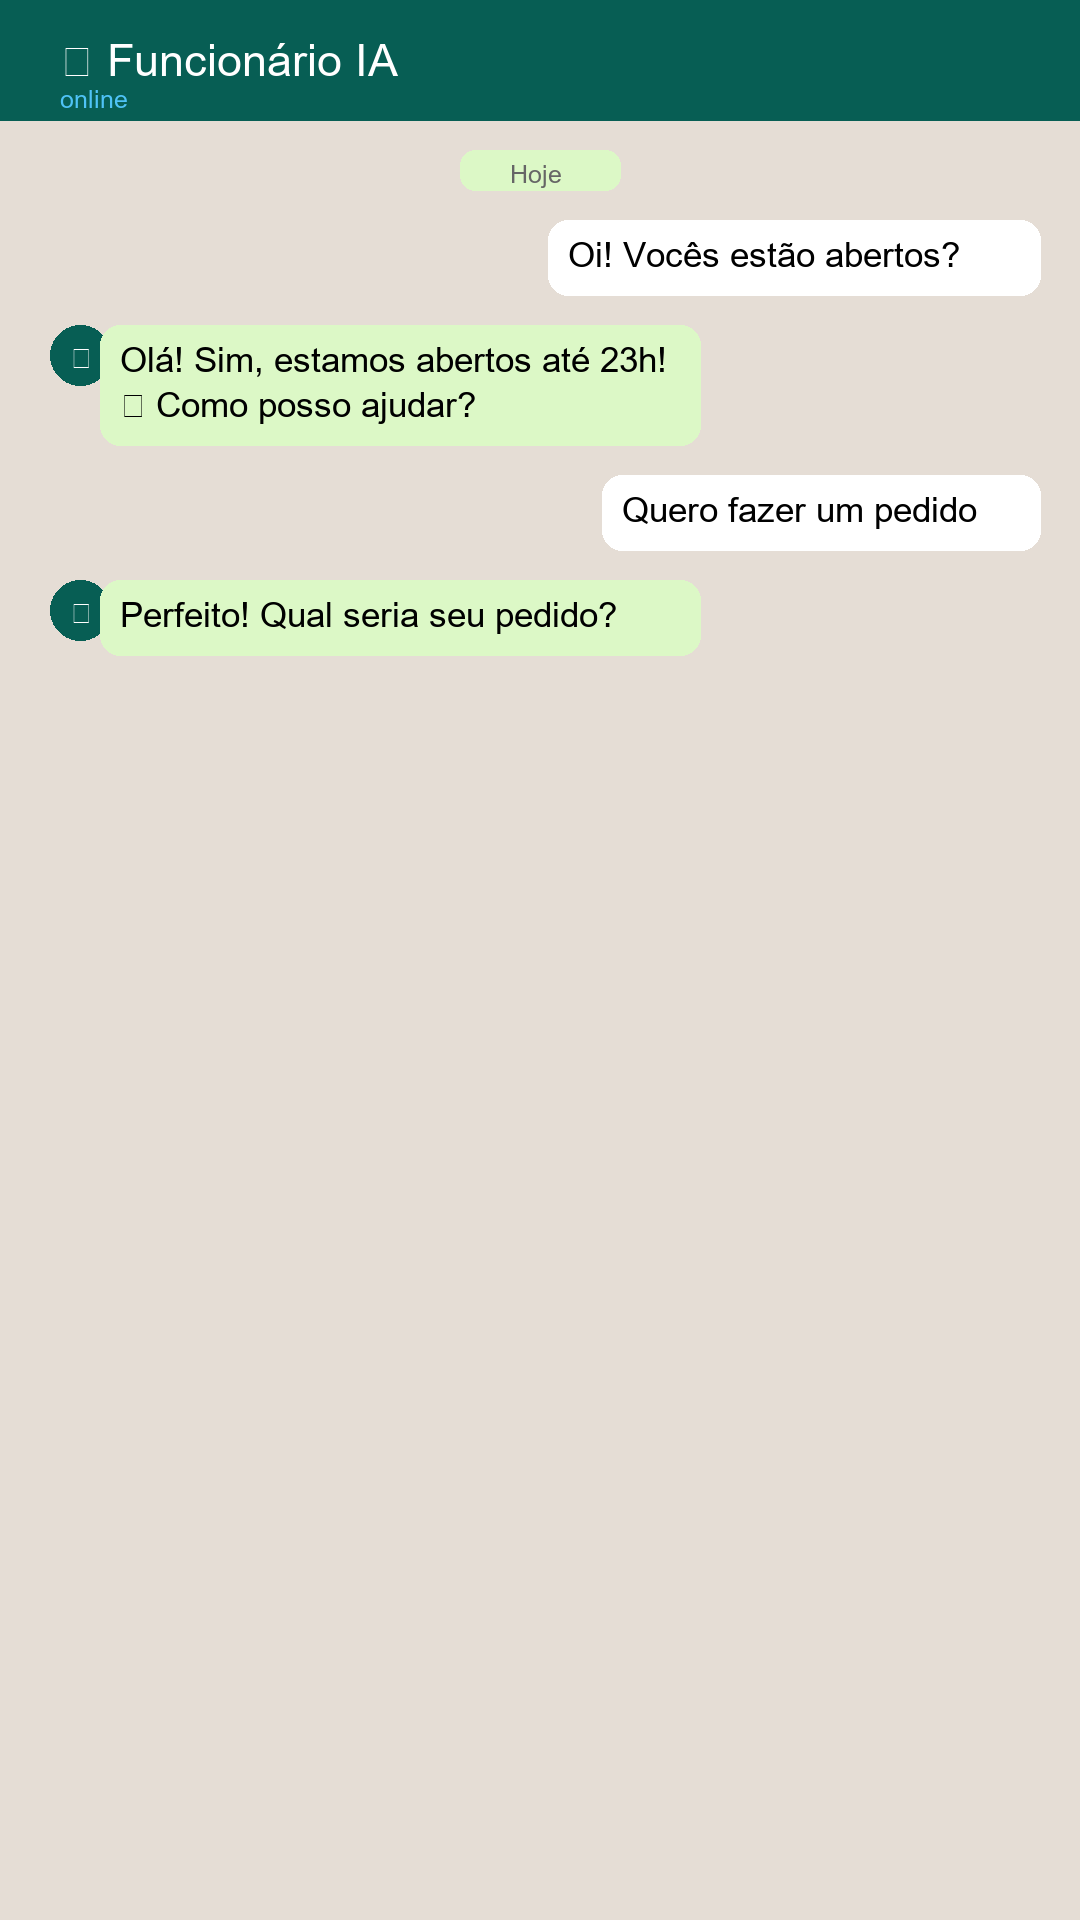 Funcionário IA
online
Hoje
Oi! Vocês estão abertos?
Olá! Sim, estamos abertos até 23h!
Como posso ajudar?
Quero fazer um pedido
Perfeito! Qual seria seu pedido?